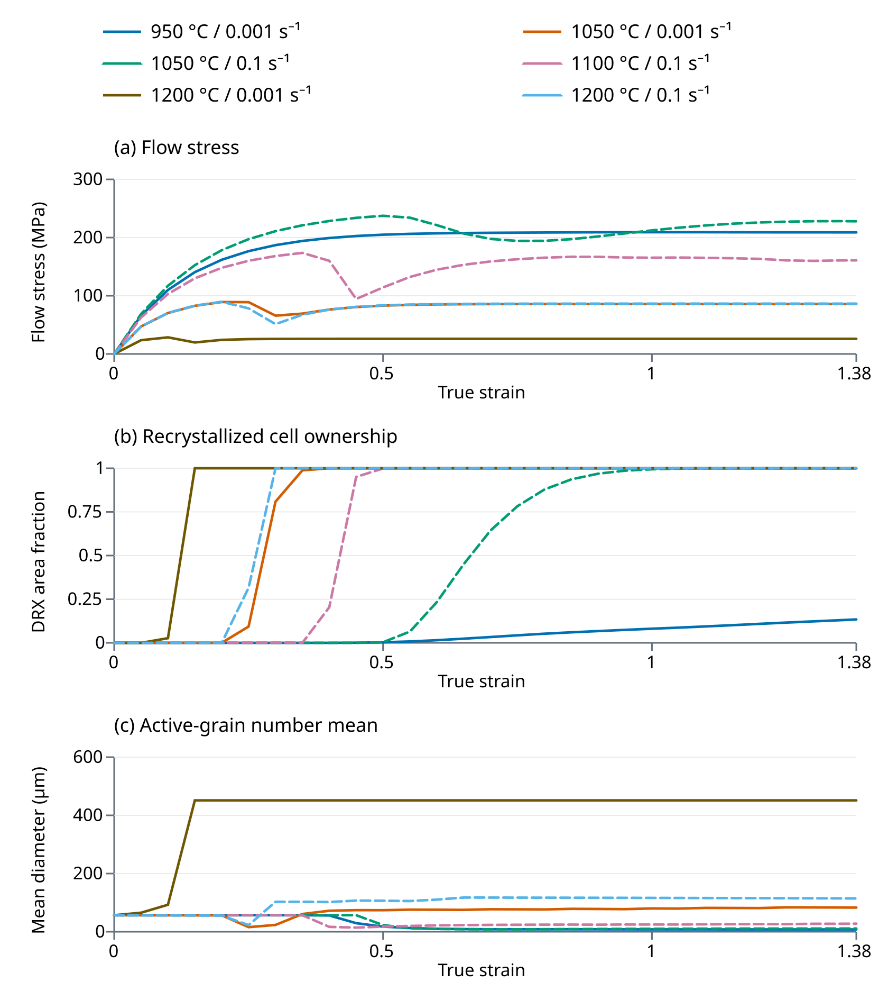 950 °C / 0.001 s⁻¹
1050 °C / 0.001 s⁻¹
1050 °C / 0.1 s⁻¹
1100 °C / 0.1 s⁻¹
1200 °C / 0.001 s⁻¹
1200 °C / 0.1 s⁻¹
(a) Flow stress
Flow stress (MPa)
300
200
100
0
0 0.5 1 1.38
True strain
(b) Recrystallized cell ownership
DRX area fraction
1
0.75
0.5
0.25
0
0 0.5 1 1.38
True strain
(c) Active-grain number mean
Mean diameter (µm)
600
400
200
0
0 0.5 1 1.38
True strain